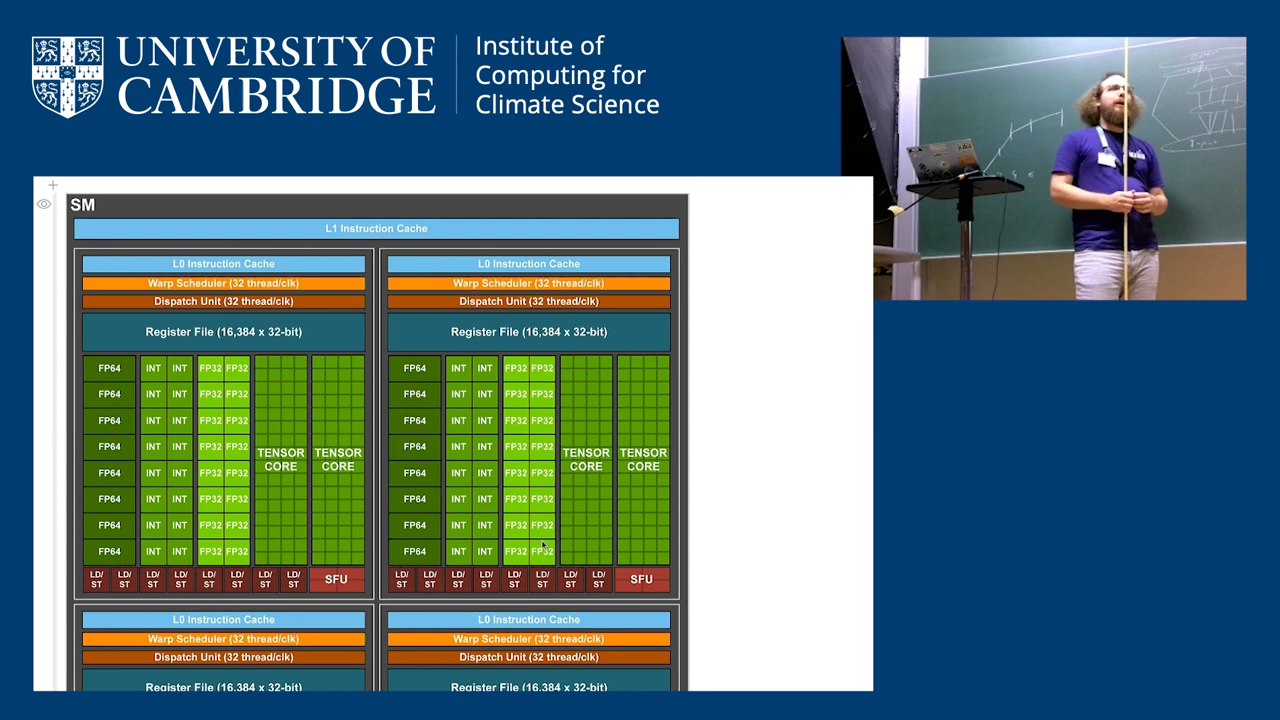 UNIVERSITY OF
CAMBRIDGE
Institute of
Computing for
Climate Science
SM
L1 Instruction Cache
L0 Instruction Cache L0 Instruction Cache
Warp Scheduler (32 thread/clk) Warp Scheduler (32 thread/clk)
Dispatch Unit (32 thread/clk) Dispatch Unit (32 thread/clk)
Register File (16,384 x 32-bit) Register File (16,384 x 32-bit)
FP64 INT INT FP32 FP32 FP64 INT INT FP32 FP32
FP64 INT INT FP32 FP32 FP64 INT INT FP32 FP32
FP64 INT INT FP32 FP32 FP64 INT INT FP32 FP32
FP64 INT INT FP32 FP32 FP64 INT INT FP32 FP32
TENSOR TENSOR TENSOR TENSOR
CORE CORE CORE CORE
FP64 INT INT FP32 FP32 FP64 INT INT FP32 FP32
FP64 INT INT FP32 FP32 FP64 INT INT FP32 FP32
FP64 INT INT FP32 FP32 FP64 INT INT FP32 FP32
FP64 INT INT FP32 FP32 FP64 INT INT FP32 FP32
LD/ LD/ LD/ LD/ LD/ LD/ LD/ LD/ SFU LD/ LD/ LD/ LD/ LD/ LD/ LD/ LD/ SFU
ST ST ST ST ST ST ST ST ST ST ST ST ST ST ST ST
L0 Instruction Cache L0 Instruction Cache
Warp Scheduler (32 thread/clk) Warp Scheduler (32 thread/clk)
Dispatch Unit (32 thread/clk) Dispatch Unit (32 thread/clk)
Register File (16,384 x 32-bit) Register File (16,384 x 32-bit)